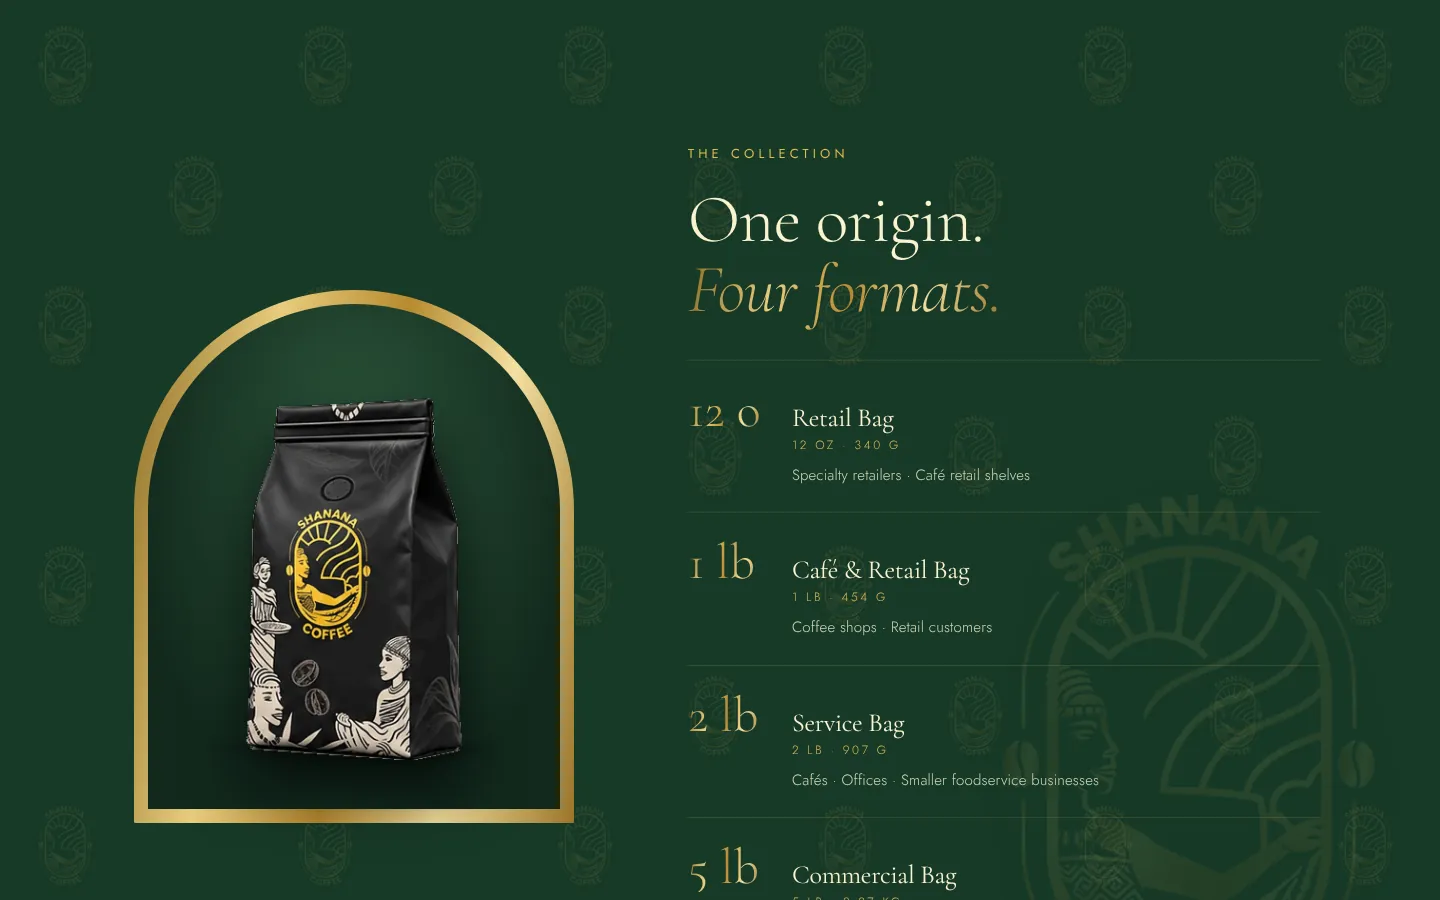 THE COLLECTION
One origin.
Four formats.
12 o
Retail Bag
12 OZ · 340 G
Specialty retailers · Café retail shelves
1 lb
Café & Retail Bag
1 LB · 454 G
Coffee shops · Retail customers
2 lb
Service Bag
2 LB · 907 G
Cafés · Offices · Smaller foodservice businesses
5 lb
Commercial Bag
SHANANA
COFFEE
SHANANA